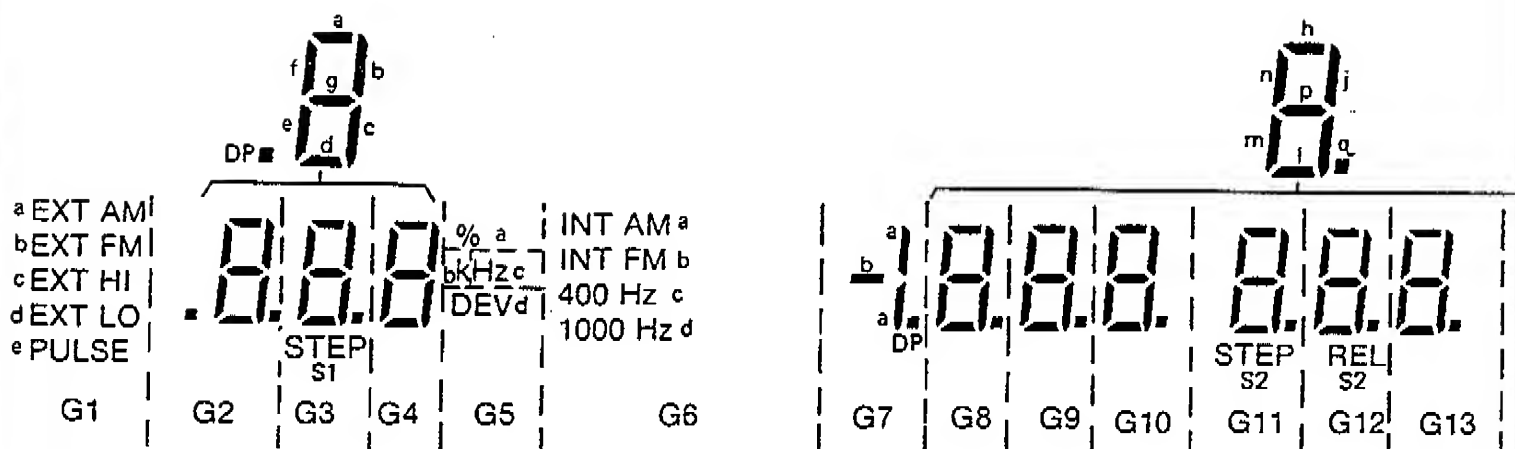 a
f b
g
e c
d
DP
h
n j
p
m q
i
a EXT AM
b EXT FM
c EXT HI
d EXT LO
e PULSE
STEP
S1
% a
b kHz c
DEV d
INT AM a
INT FM b
400 Hz c
1000 Hz d
a
b
a
DP
STEP
S2
REL
S2
G1 G2 G3 G4 G5 G6 G7 G8 G9 G10 G11 G12 G13